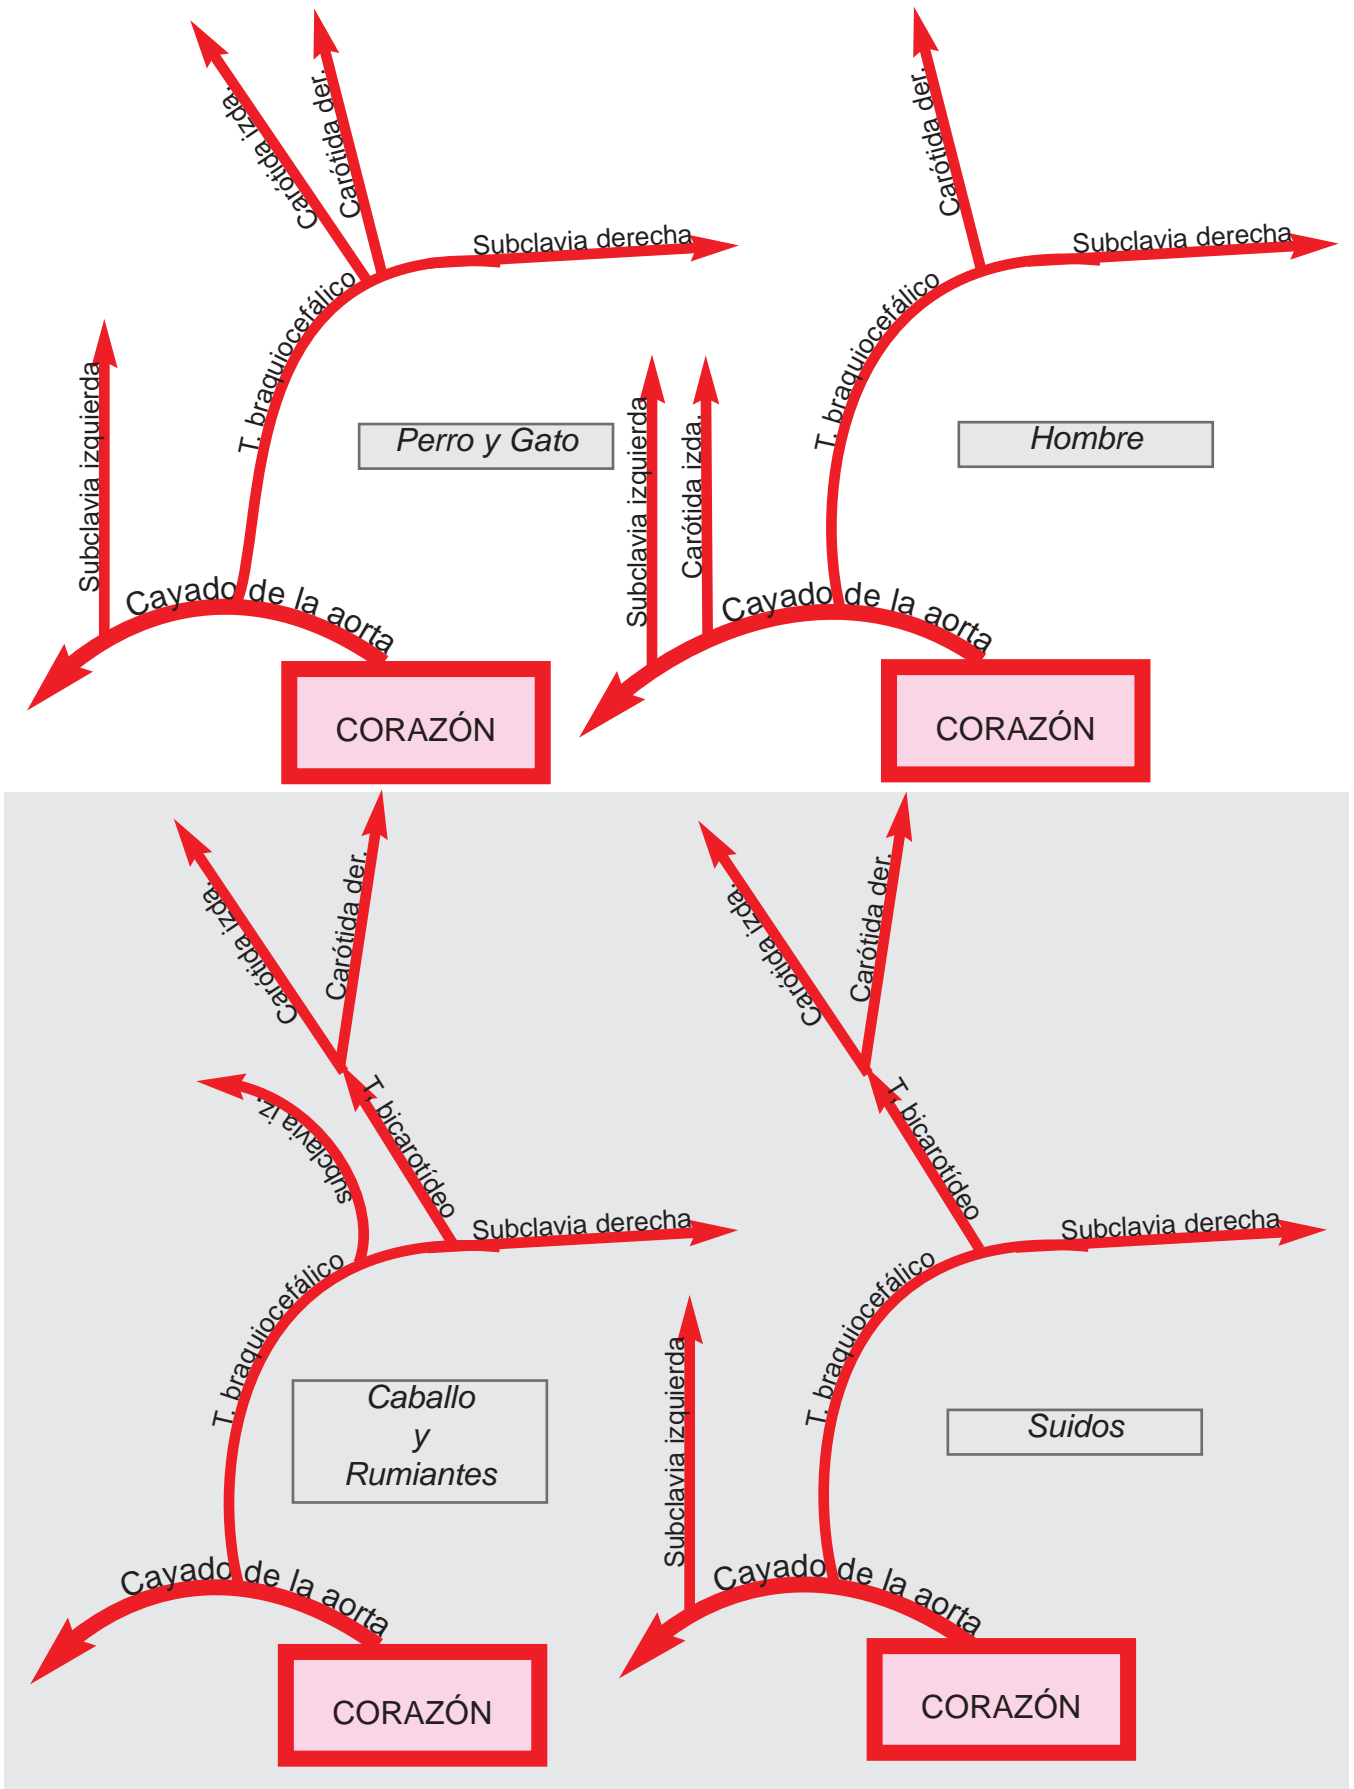 Carótida izda.
Carótida der.
Subclavia derecha
T. braquiocefálico
Subclavia izquierda
Perro y Gato
Cayado de la aorta
CORAZÓN
Carótida der.
Subclavia derecha
T. braquiocefálico
Subclavia izquierda
Carótida izda.
Hombre
Cayado de la aorta
CORAZÓN
Carótida izda.
Carótida der.
subclavia iz.
T. bicarotídeo
Subclavia derecha
T. braquiocefálico
Caballo
y
Rumiantes
Cayado de la aorta
CORAZÓN
Carótida izda.
Carótida der.
T. bicarotídeo
Subclavia derecha
T. braquiocefálico
Subclavia izquierda
Suidos
Cayado de la aorta
CORAZÓN